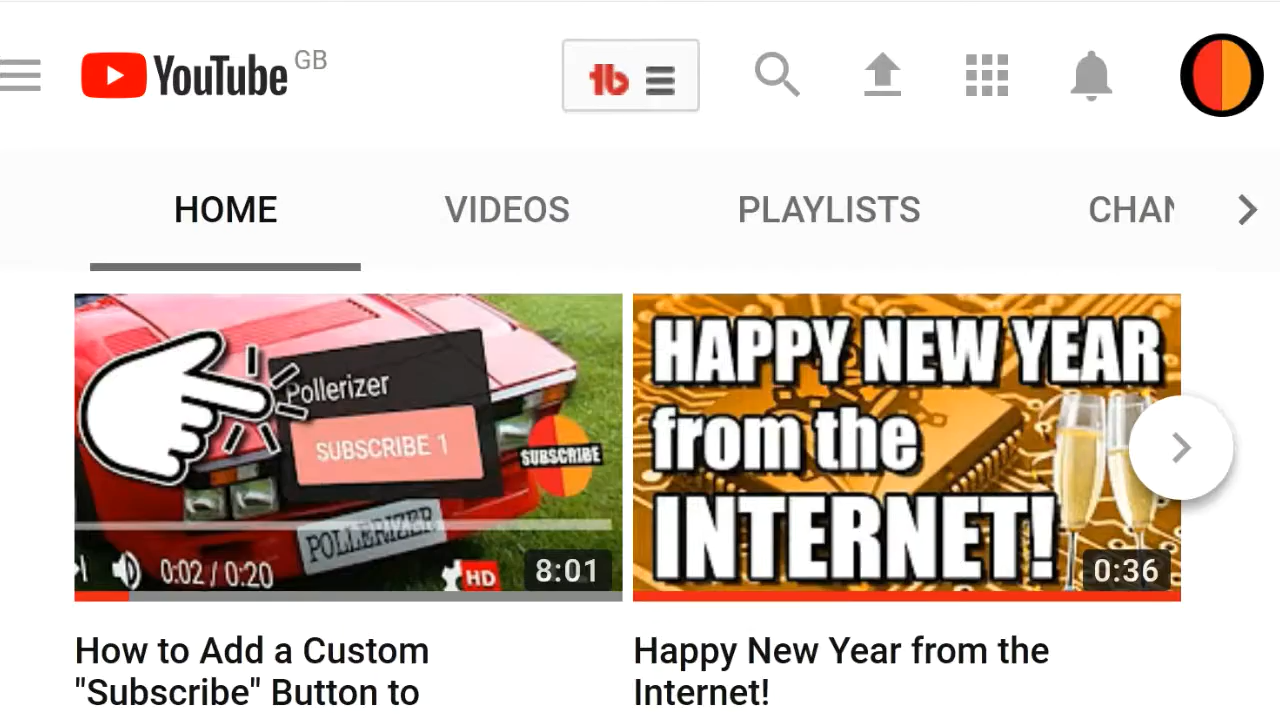 YouTube GB
HOME VIDEOS PLAYLISTS CHAN
Pollerizer
SUBSCRIBE 1
SUBSCRIBE
POLLERIZER
0:02 / 0:20
HD
8:01
HAPPY NEW YEAR
from the
INTERNET!
0:36
How to Add a Custom
"Subscribe" Button to
Happy New Year from the
Internet!